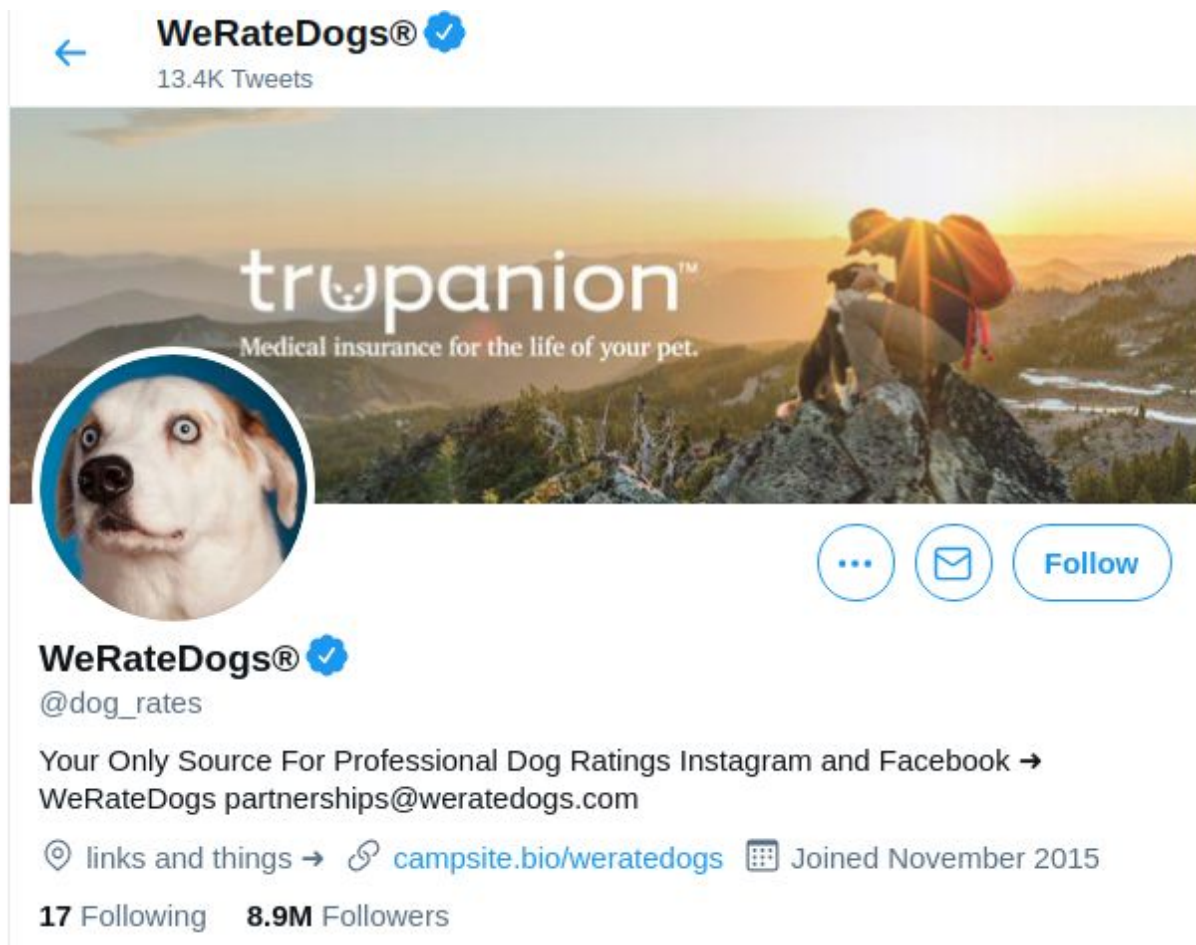 WeRateDogs®
13.4K Tweets
trupanion™
Medical insurance for the life of your pet.
Follow
WeRateDogs®
@dog_rates
Your Only Source For Professional Dog Ratings Instagram and Facebook ➔
WeRateDogs partnerships@weratedogs.com
links and things ➔ campsite.bio/weratedogs Joined November 2015
17 Following 8.9M Followers